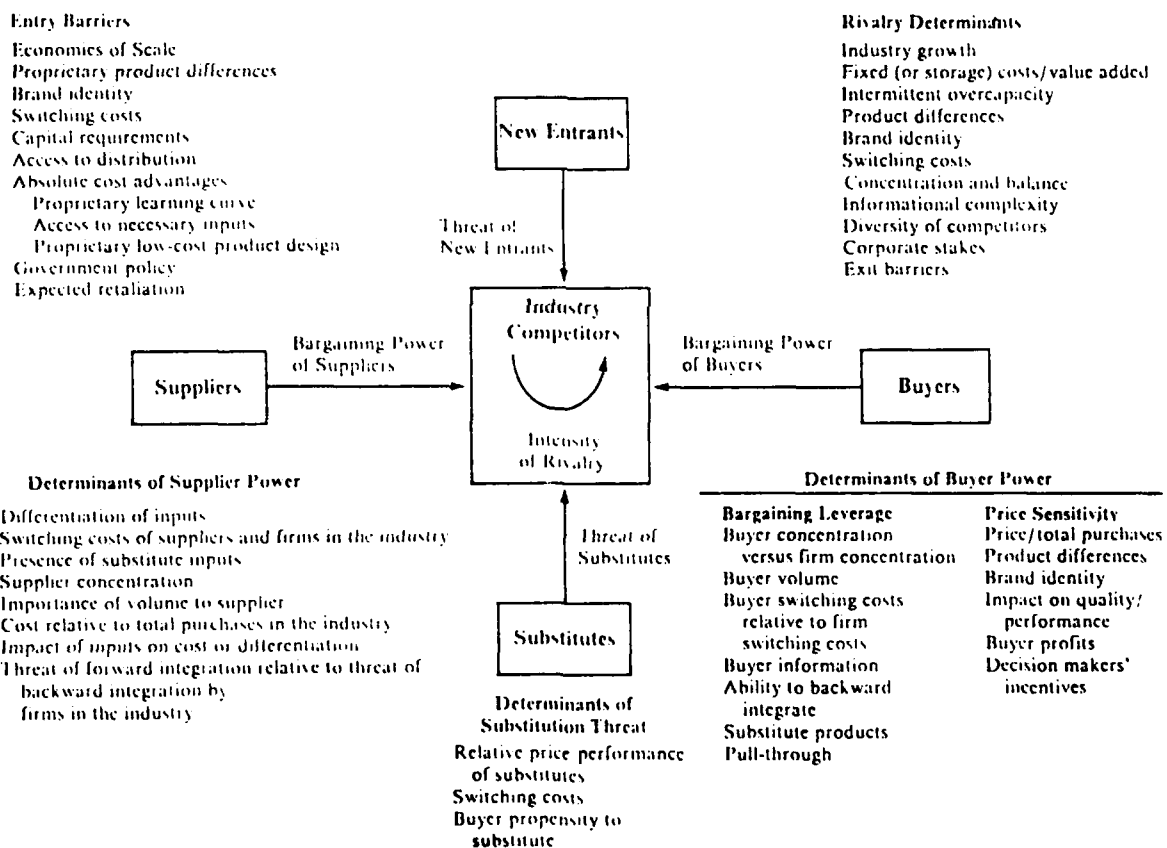 Entry Barriers
Economies of Scale
Proprietary product differences
Brand identity
Switching costs
Capital requirements
Access to distribution
Absolute cost advantages
Proprietary learning curve
Access to necessary inputs
Proprietary low-cost product design
Government policy
Expected retaliation
New Entrants
Threat of
New Entrants
Rivalry Determinants
Industry growth
Fixed (or storage) costs/value added
Intermittent overcapacity
Product differences
Brand identity
Switching costs
Concentration and balance
Informational complexity
Diversity of competitors
Corporate stakes
Exit barriers
Suppliers
Bargaining Power
of Suppliers
Industry
Competitors
Intensity
of Rivalry
Bargaining Power
of Buyers
Buyers
Determinants of Supplier Power
Differentiation of inputs
Switching costs of suppliers and firms in the industry
Presence of substitute inputs
Supplier concentration
Importance of volume to supplier
Cost relative to total purchases in the industry
Impact of inputs on cost or differentiation
Threat of forward integration relative to threat of
backward integration by
firms in the industry
Threat of
Substitutes
Substitutes
Determinants of
Substitution Threat
Relative price performance
of substitutes
Switching costs
Buyer propensity to
substitute
Determinants of Buyer Power
Bargaining Leverage
Buyer concentration
versus firm concentration
Buyer volume
Buyer switching costs
relative to firm
switching costs
Buyer information
Ability to backward
integrate
Substitute products
Pull-through
Price Sensitivity
Price/total purchases
Product differences
Brand identity
Impact on quality/
performance
Buyer profits
Decision makers'
incentives